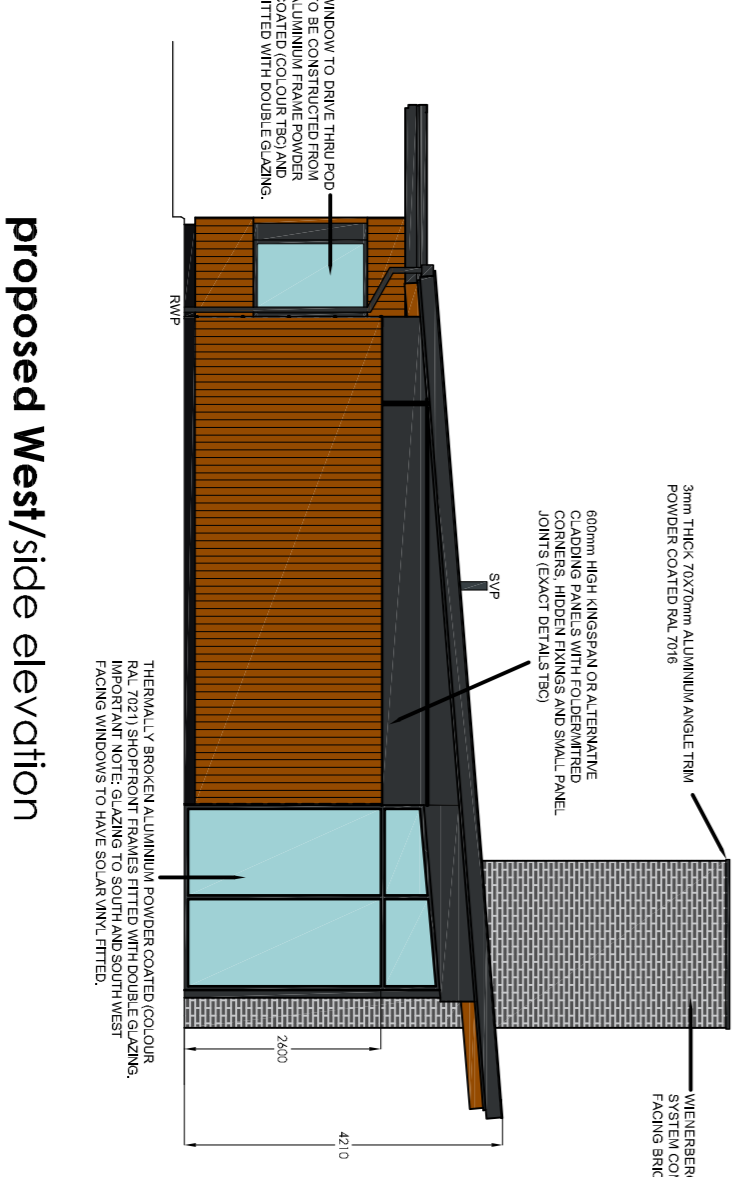 3mm THICK 70X70mm ALUMINIUM ANGLE TRIM
POWDER COATED RAL 7016
WIENERBERG
SYSTEM CON
FACING BRIC
600mm HIGH KINGSPAN OR ALTERNATIVE
CLADDING PANELS WITH FOLDER/MITRED
CORNERS, HIDDEN FIXINGS AND SMALL PANEL
JOINTS (EXACT DETAILS TBC)
SVP
WINDOW TO DRIVE THRU POD
TO BE CONSTRUCTED FROM
ALUMINIUM FRAME POWDER
COATED (COLOUR TBC) AND
FITTED WITH DOUBLE GLAZING.
RWP
2600
4210
THERMALLY BROKEN ALUMINIUM POWDER COATED (COLOUR
RAL 7021) SHOPFRONT FRAMES FITTED WITH DOUBLE GLAZING.
IMPORTANT NOTE: GLAZING TO SOUTH AND SOUTH WEST
FACING WINDOWS TO HAVE SOLAR VINYL FITTED.
proposed West/side elevation